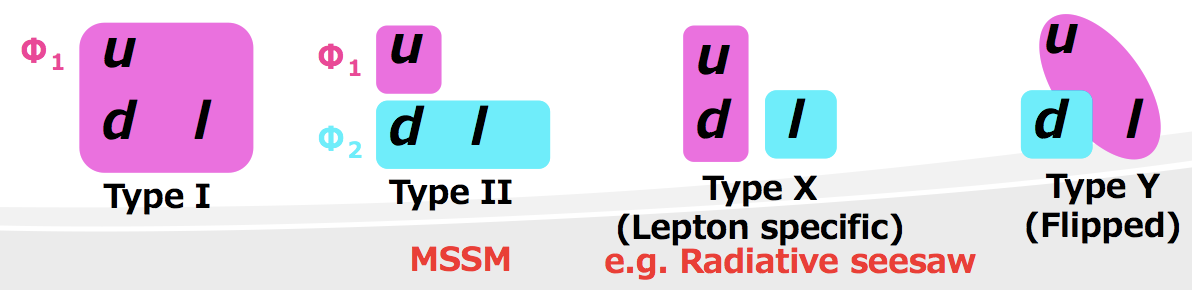 Φ1 u
d l
Type I
Φ1 u
Φ2 d l
Type II
MSSM
u
d l
Type X
(Lepton specific)
e.g. Radiative seesaw
u
d l
Type Y
(Flipped)